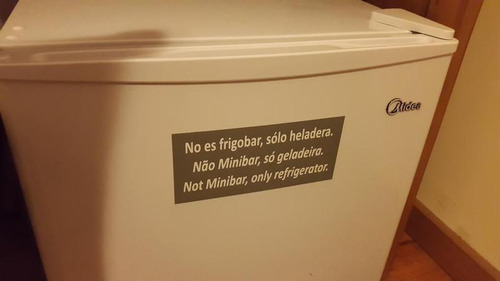 Midea
No es frigobar, sólo heladera.
Não Minibar, só geladeira.
Not Minibar, only refrigerator.